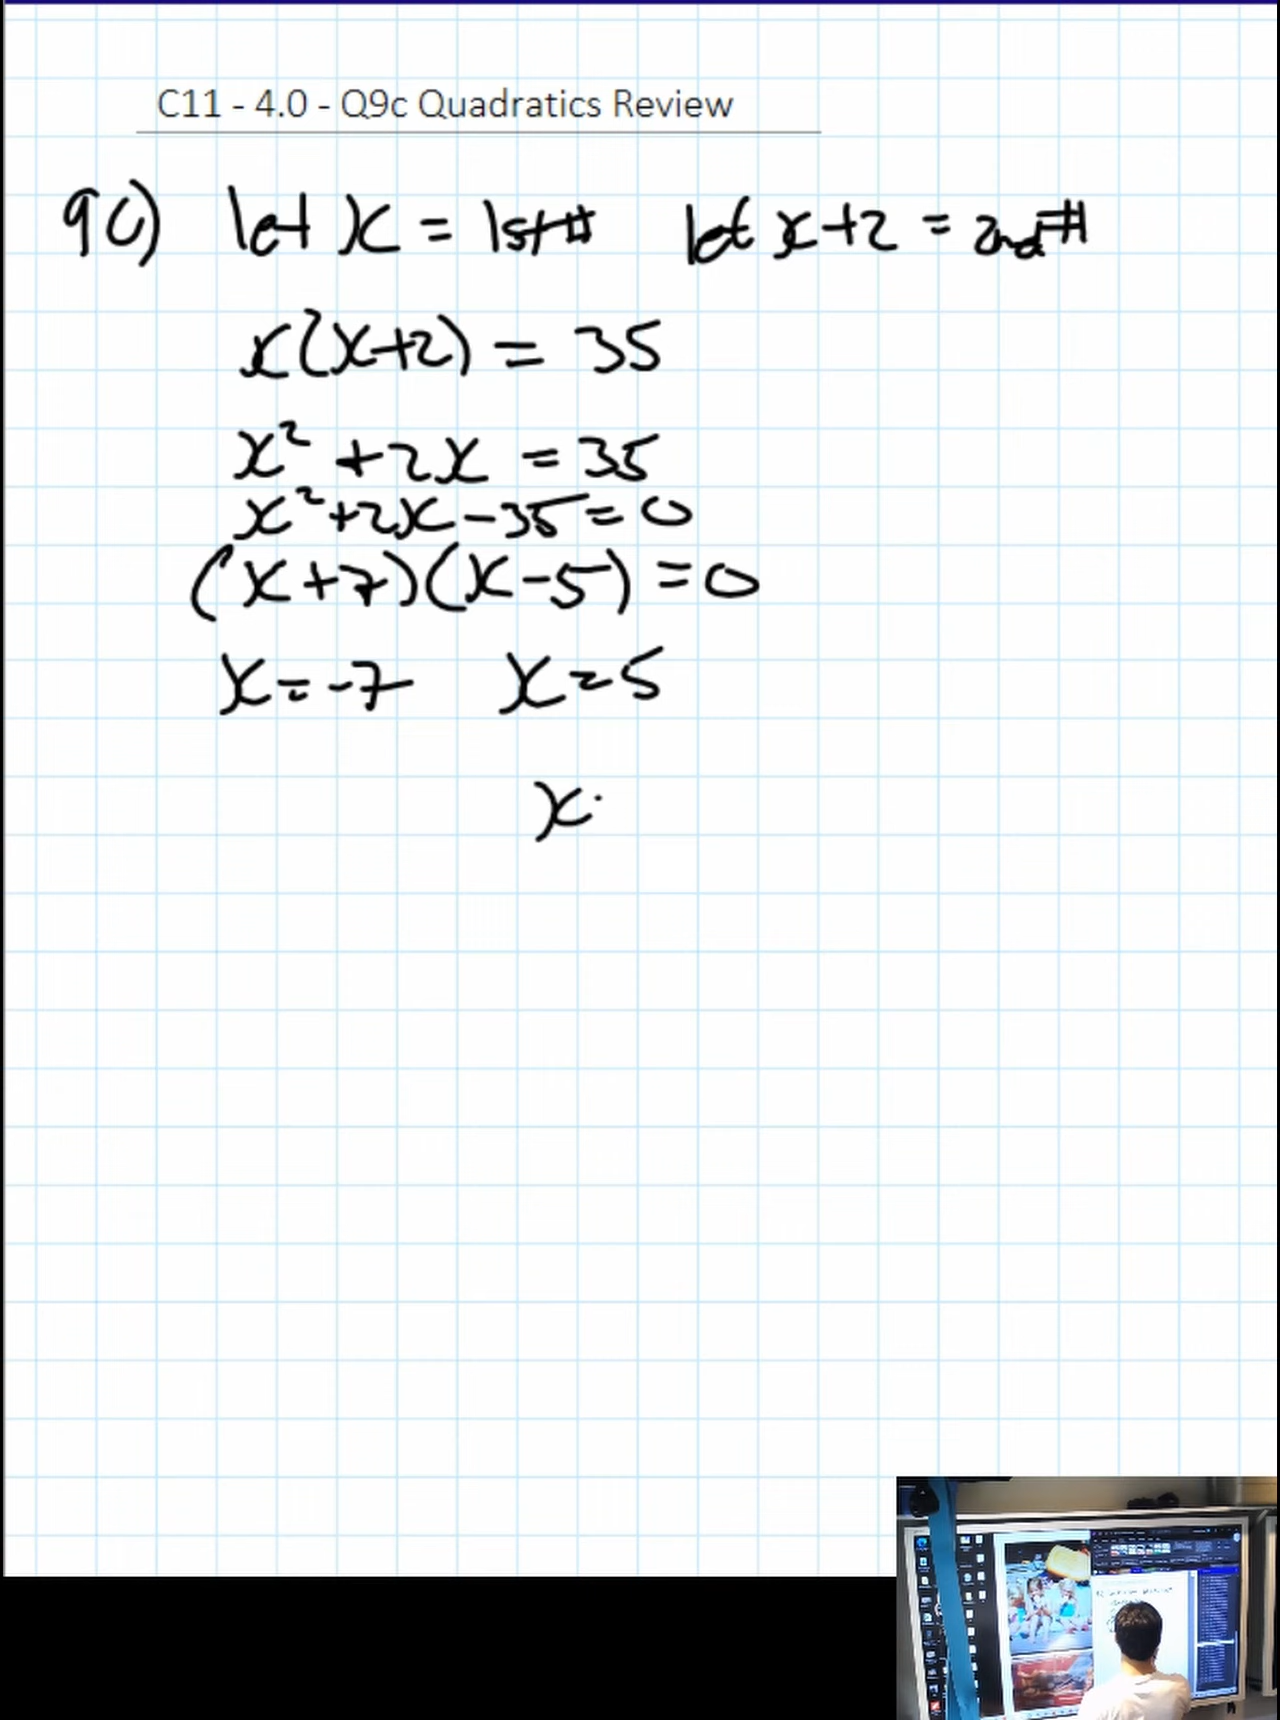 C11 - 4.0 - Q9c Quadratics Review
9c) let x = 1st # let x+2 = 2nd #
x(x+2) = 35
x² + 2x = 35
x² + 2x - 35 = 0
(x+7)(x-5) = 0
x = -7 x = 5
x